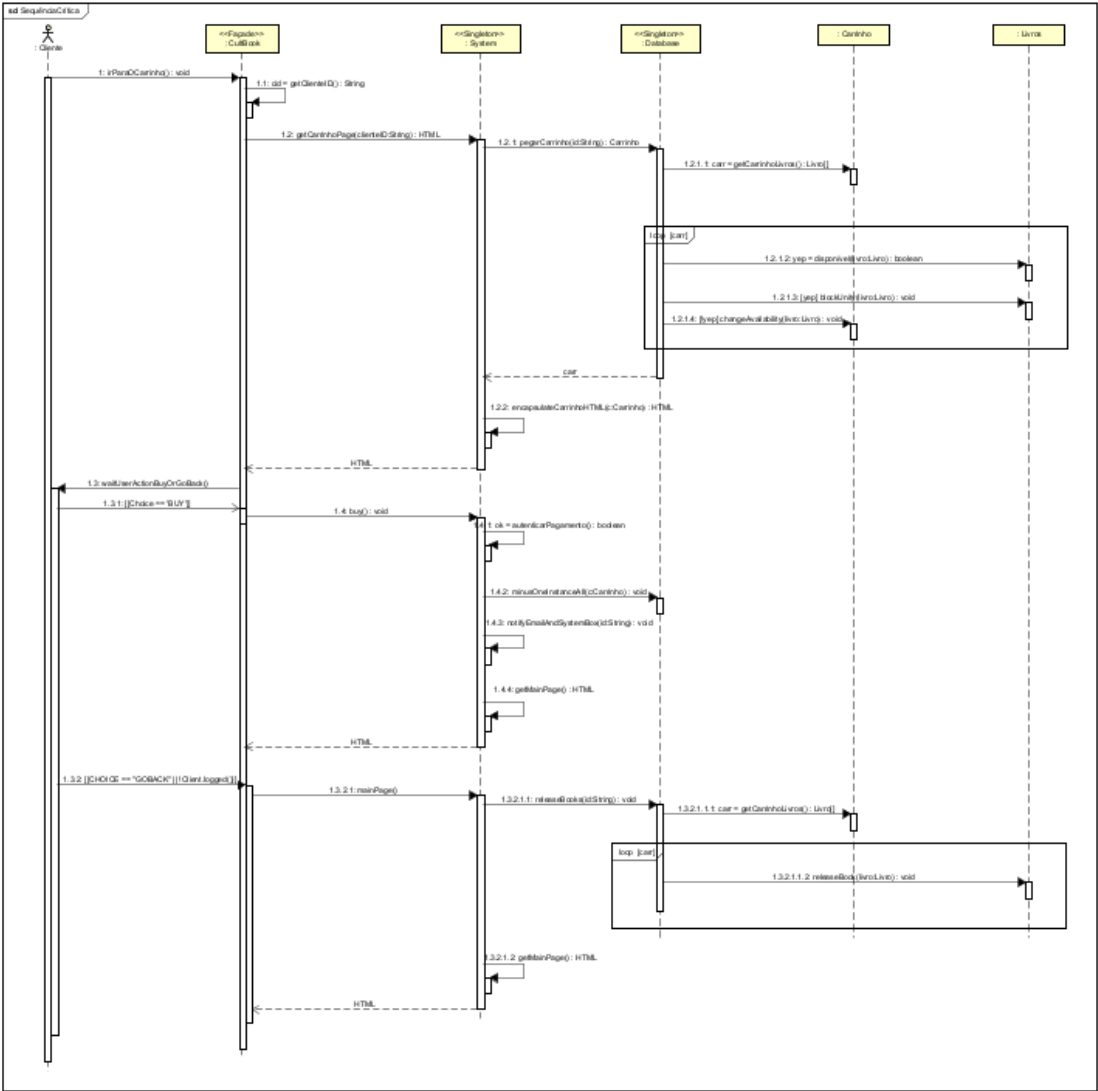 sd SequênciaCrítica
: Cliente
<<Façade>>
: CultBook
<<Singleton>>
: System
<<Singleton>>
: Database
: Carrinho
: Livros
1: irParaOCarrinho() : void
1.1: cid = getClienteID() : String
1.2: getCarrinhoPage(clienteID:String) : HTML
1.2.1: pegarCarrinho(id:String) : Carrinho
1.2.1.1: carr = getCarrinhoLivros() : Livro[]
loop [carr]
1.2.1.2: yep = disponivel(livro:Livro) : boolean
1.2.1.3: [yep] blockUnity(livro:Livro) : void
1.2.1.4: [!yep] changeAvailability(livro:Livro) : void
carr
1.2.2: encapsulateCarrinhoHTML(c:Carrinho) : HTML
HTML
1.3: waitUserActionBuyOrGoBack()
1.3.1: [[Choice == 'BUY']]
1.4: buy() : void
1.4.1: ok = autenticarPagamento() : boolean
1.4.2: minusOneInstanceAll(c:Carrinho) : void
1.4.3: notifyEmailAndSystemBox(id:String) : void
1.4.4: getMainPage() : HTML
HTML
1.3.2: [[CHOICE == "GOBACK" || !Client.logged()]]
1.3.2.1: mainPage()
1.3.2.1.1: releaseBooks(id:String) : void
1.3.2.1.1.1: carr = getCarrinhoLivros() : Livro[]
loop [carr]
1.3.2.1.1.2: releaseBook(livro:Livro) : void
1.3.2.1.2: getMainPage() : HTML
HTML